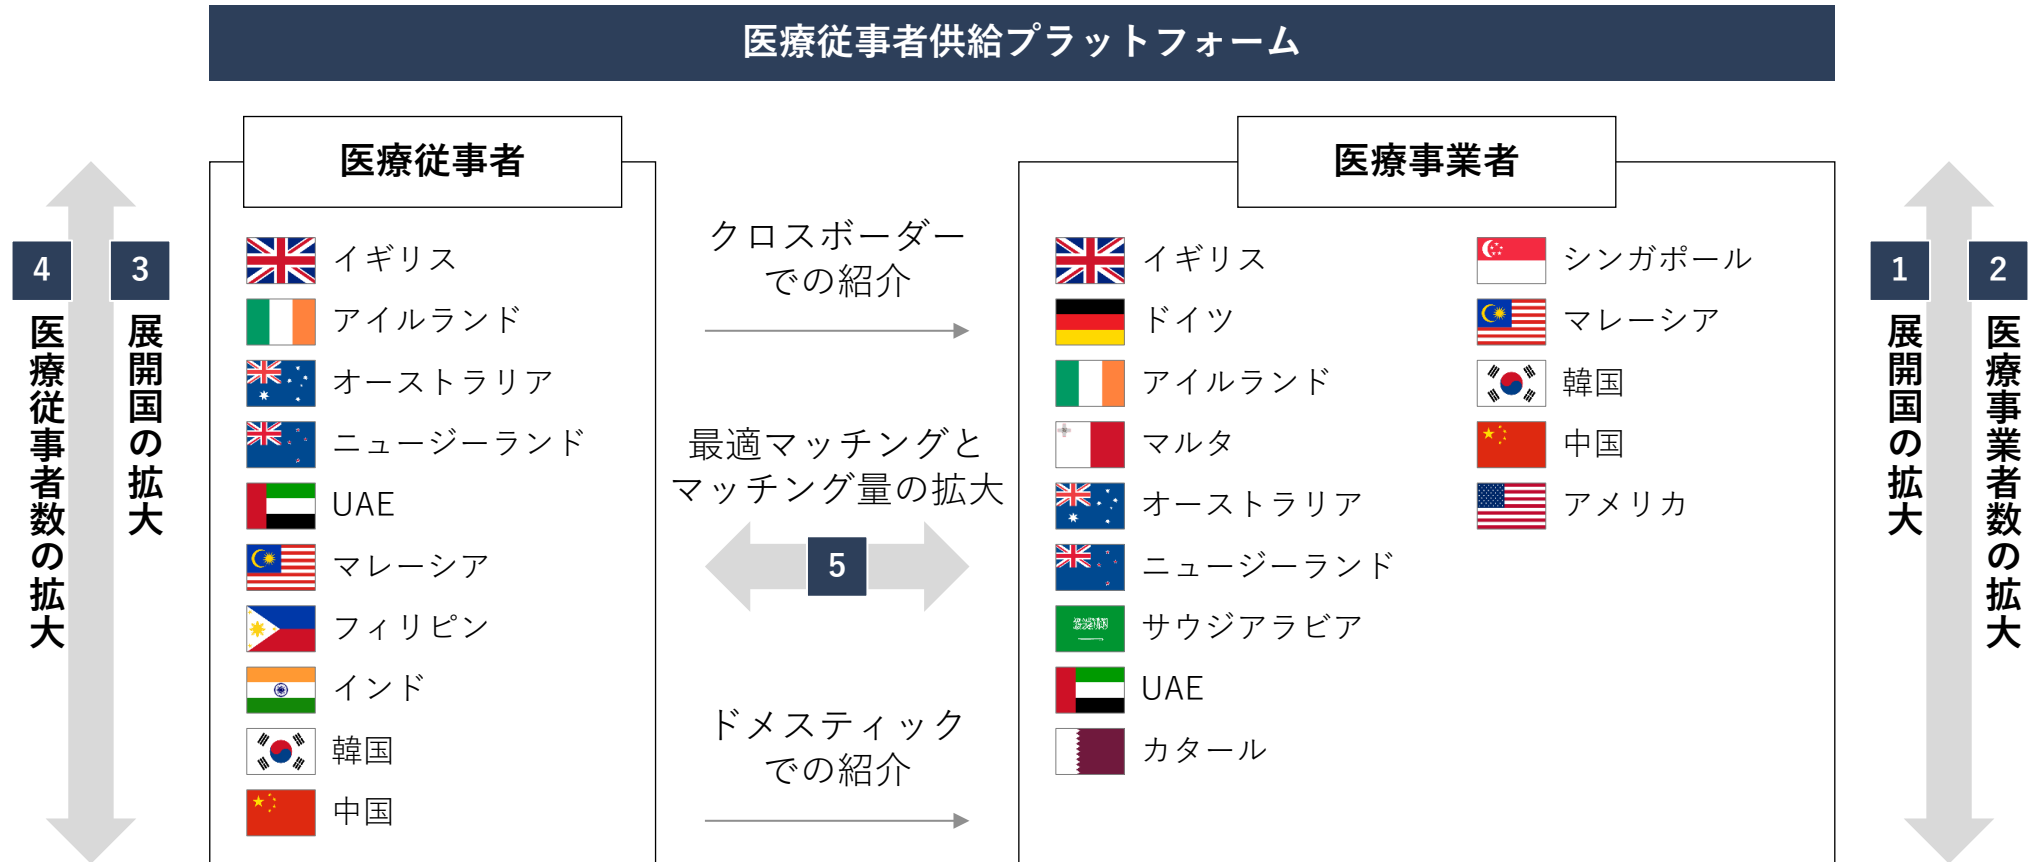 医療従事者供給プラットフォーム
4
医療従事者数の拡大
3
展開国の拡大
医療従事者
イギリス
アイルランド
オーストラリア
ニュージーランド
UAE
マレーシア
フィリピン
インド
韓国
中国
クロスボーダー
での紹介
最適マッチングと
マッチング量の拡大
5
ドメスティック
での紹介
医療事業者
イギリス
ドイツ
アイルランド
マルタ
オーストラリア
ニュージーランド
サウジアラビア
UAE
カタール
シンガポール
マレーシア
韓国
中国
アメリカ
1
展開国の拡大
2
医療事業者数の拡大